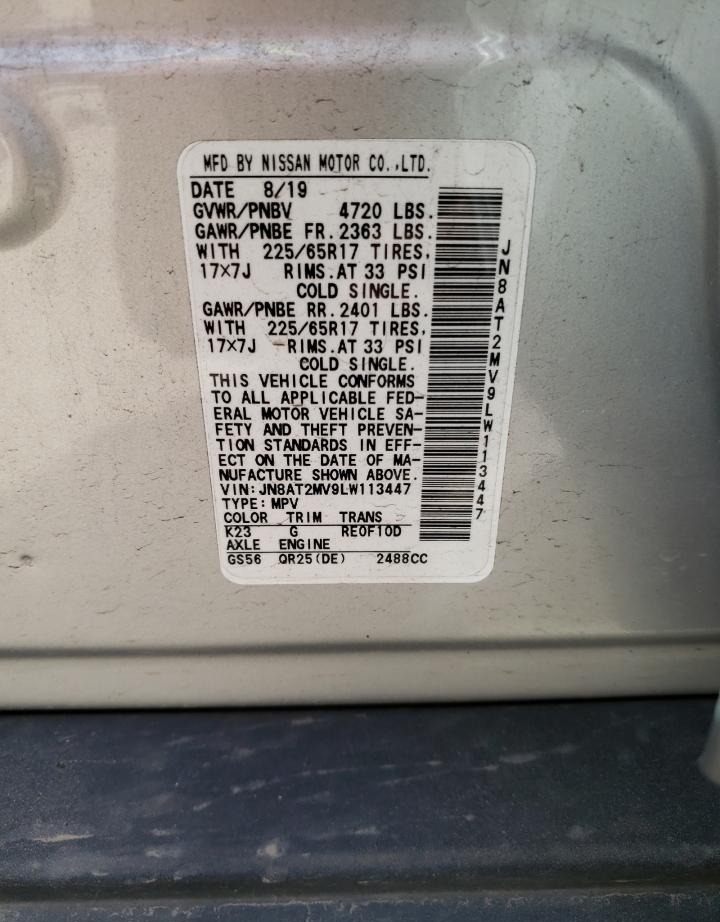 MFD BY NISSAN MOTOR CO.,LTD.
DATE 8/19
GVWR/PNBV 4720 LBS.
GAWR/PNBE FR. 2363 LBS.
WITH 225/65R17 TIRES,
17×7J RIMS. AT 33 PSI
COLD SINGLE.
GAWR/PNBE RR. 2401 LBS.
WITH 225/65R17 TIRES,
17×7J RIMS. AT 33 PSI
COLD SINGLE.
THIS VEHICLE CONFORMS
TO ALL APPLICABLE FED-
ERAL MOTOR VEHICLE SA-
FETY AND THEFT PREVEN-
TION STANDARDS IN EFF-
ECT ON THE DATE OF MA-
NUFACTURE SHOWN ABOVE.
VIN: JN8AT2MV9LW113447
TYPE: MPV
COLOR TRIM TRANS
K23 G RE0F10D
AXLE ENGINE
GS56 QR25(DE) 2488CC
JN8AT2MV9LW113447